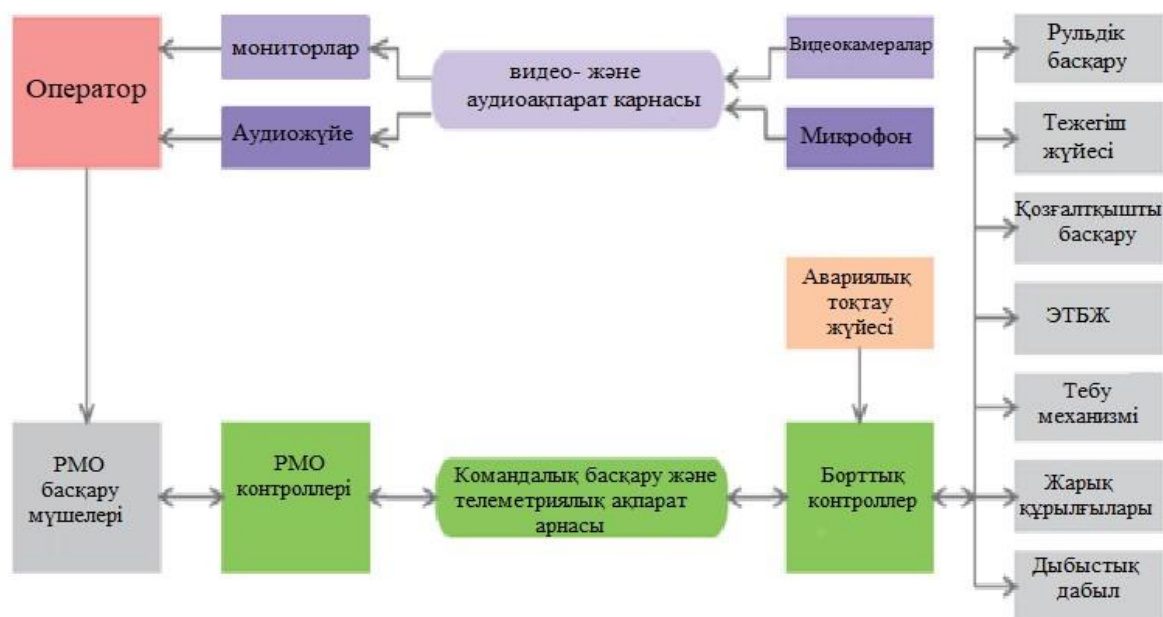 Оператор
мониторлар
Аудиожүйе
видео- және
аудиоақпарат карнасы
Видеокамералар
Микрофон
Рульдік
басқару
Тежегіш
жүйесі
Қозғалтқышты
басқару
ЭТБЖ
Тебу
механизмі
Жарық
құрылғылары
Дыбыстық
дабыл
Авариялық
тоқтау
жүйесі
РМО
басқару
мүшелері
РМО
контроллері
Командалық басқару және
телеметриялық ақпарат
арнасы
Борттық
контроллер